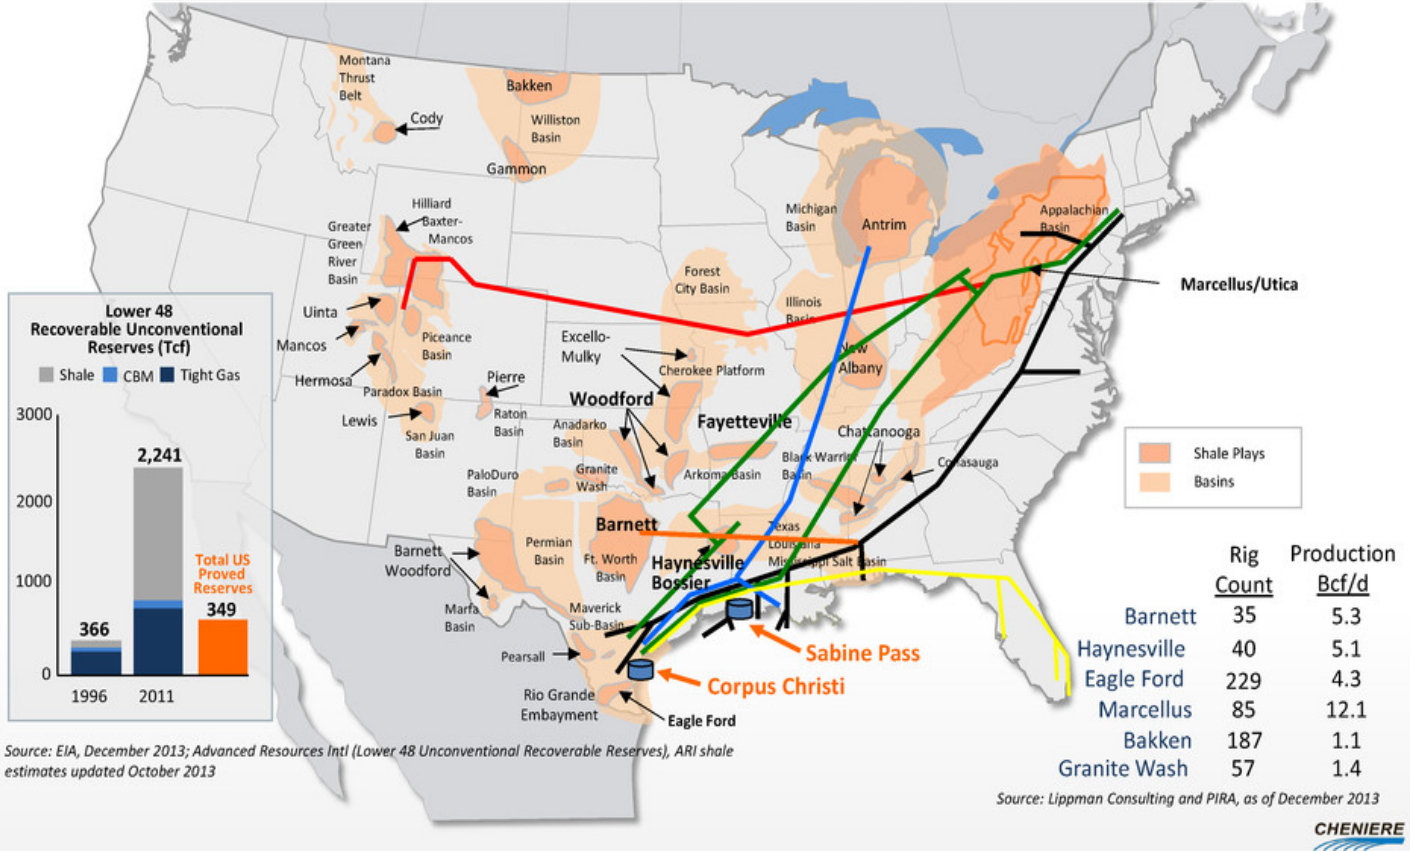 Montana
Thrust
Belt
Cody
Bakken
Williston
Basin
Gammon
Hilliard
Baxter-
Mancos
Greater
Green
River
Basin
Uinta
Mancos
Hermosa
Piceance
Basin
Paradox Basin
Lewis
San Juan
Basin
Pierre
Raton
Basin
Forest
City Basin
Excello-
Mulky
Cherokee Platform
Woodford
Anadarko
Basin
Fayetteville
PaloDuro
Basin
Granite
Wash
Arkoma Basin
Michigan
Basin
Antrim
Illinois
Basin
New
Albany
Appalachian
Basin
Marcellus/Utica
Chattanooga
Black Warrior
Basin
Conasauga
Barnett
Barnett
Woodford
Permian
Basin
Ft. Worth
Basin
Haynesville
Bossier
Texas
Louisiana
Mississippi Salt Basin
Marfa
Basin
Maverick
Sub-Basin
Pearsall
Rio Grande
Embayment
Eagle Ford
Sabine Pass
Corpus Christi
Lower 48
Recoverable Unconventional
Reserves (Tcf)
Shale CBM Tight Gas
3000
2000
1000
0
366
2,241
Total US
Proved
Reserves
349
1996 2011
Shale Plays
Basins
Rig Production
Count Bcf/d
Barnett 35 5.3
Haynesville 40 5.1
Eagle Ford 229 4.3
Marcellus 85 12.1
Bakken 187 1.1
Granite Wash 57 1.4
Source: Lippman Consulting and PIRA, as of December 2013
Source: EIA, December 2013; Advanced Resources Intl (Lower 48 Unconventional Recoverable Reserves), ARI shale
estimates updated October 2013
CHENIERE